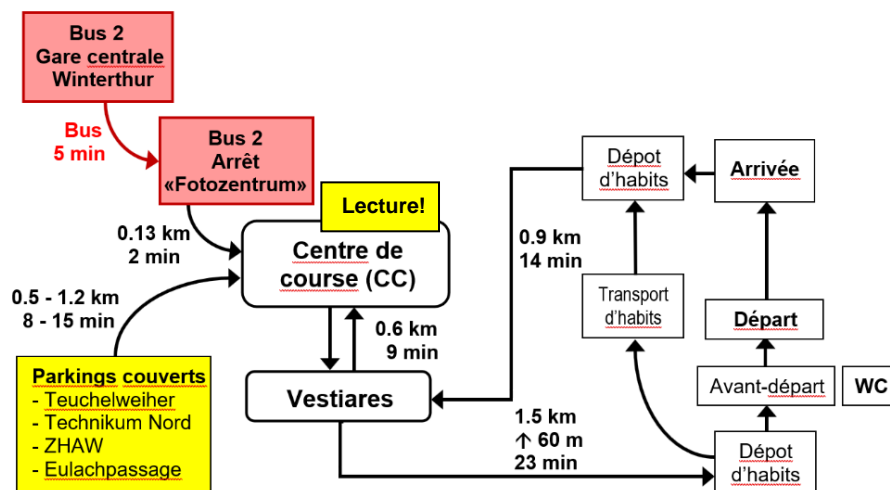 Bus 2
Gare centrale
Winterthur
Bus
5 min
Bus 2
Arrêt
«Fotozentrum»
Lecture!
0.13 km
2 min
Centre de
course (CC)
0.5 - 1.2 km
8 - 15 min
Parkings couverts
- Teuchelweiher
- Technikum Nord
- ZHAW
- Eulachpassage
0.6 km
9 min
Vestiares
Dépot
d'habits
Arrivée
0.9 km
14 min
Transport
d'habits
Départ
Avant-départ
WC
1.5 km
↑ 60 m
23 min
Dépot
d'habits